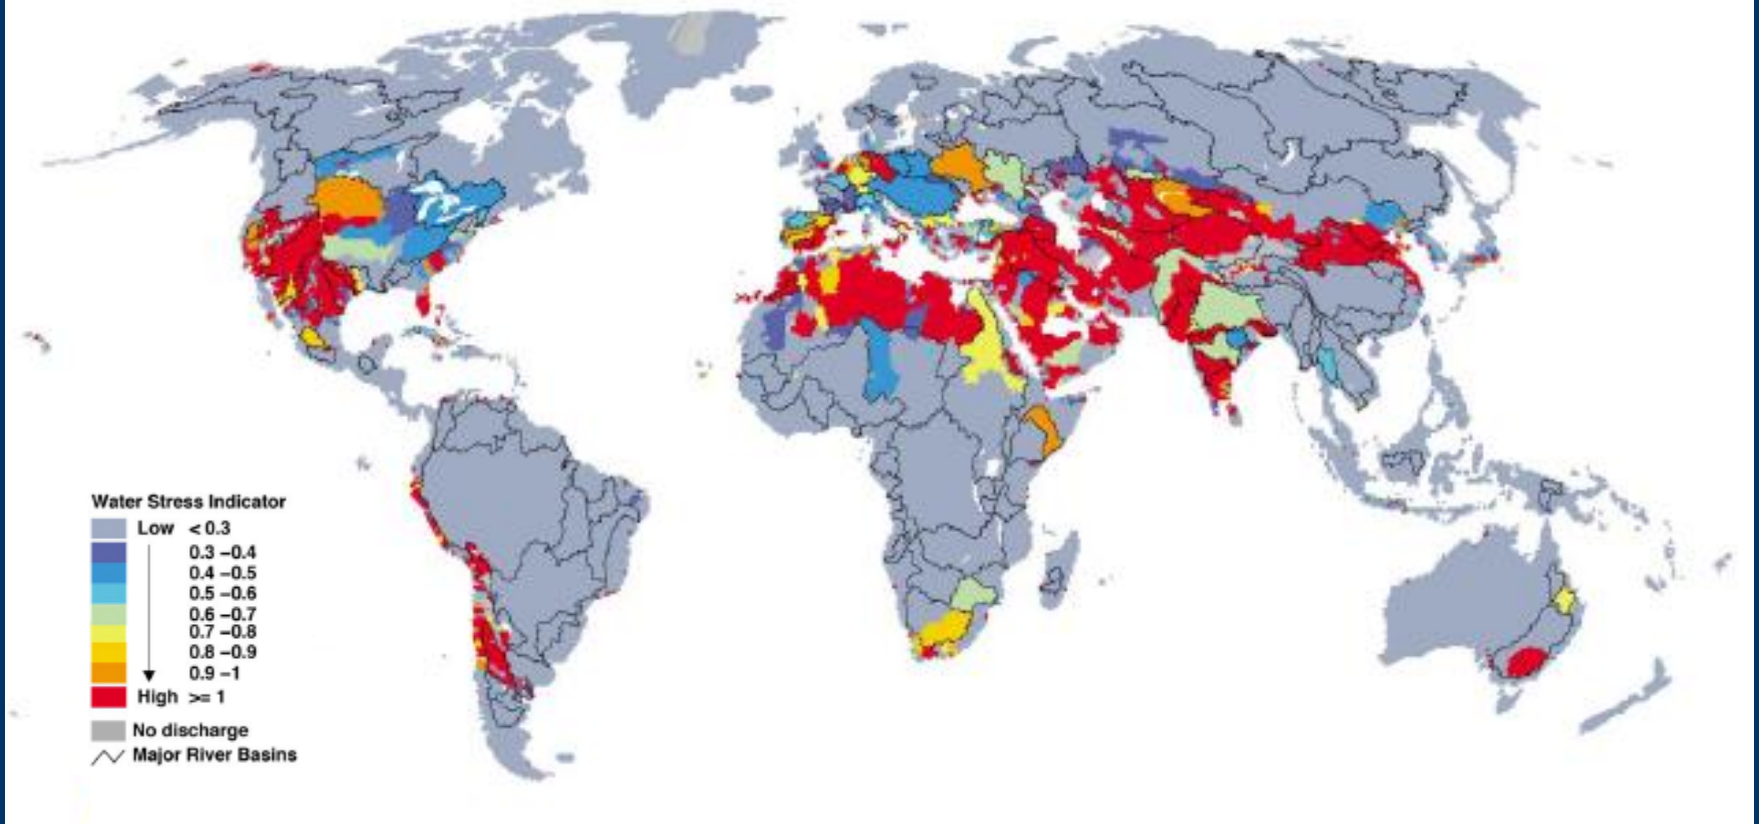 Water Stress Indicator
Low < 0.3
0.3 –0.4
0.4 –0.5
0.5 –0.6
0.6 –0.7
0.7 –0.8
0.8 –0.9
0.9 –1
High >= 1
No discharge
Major River Basins